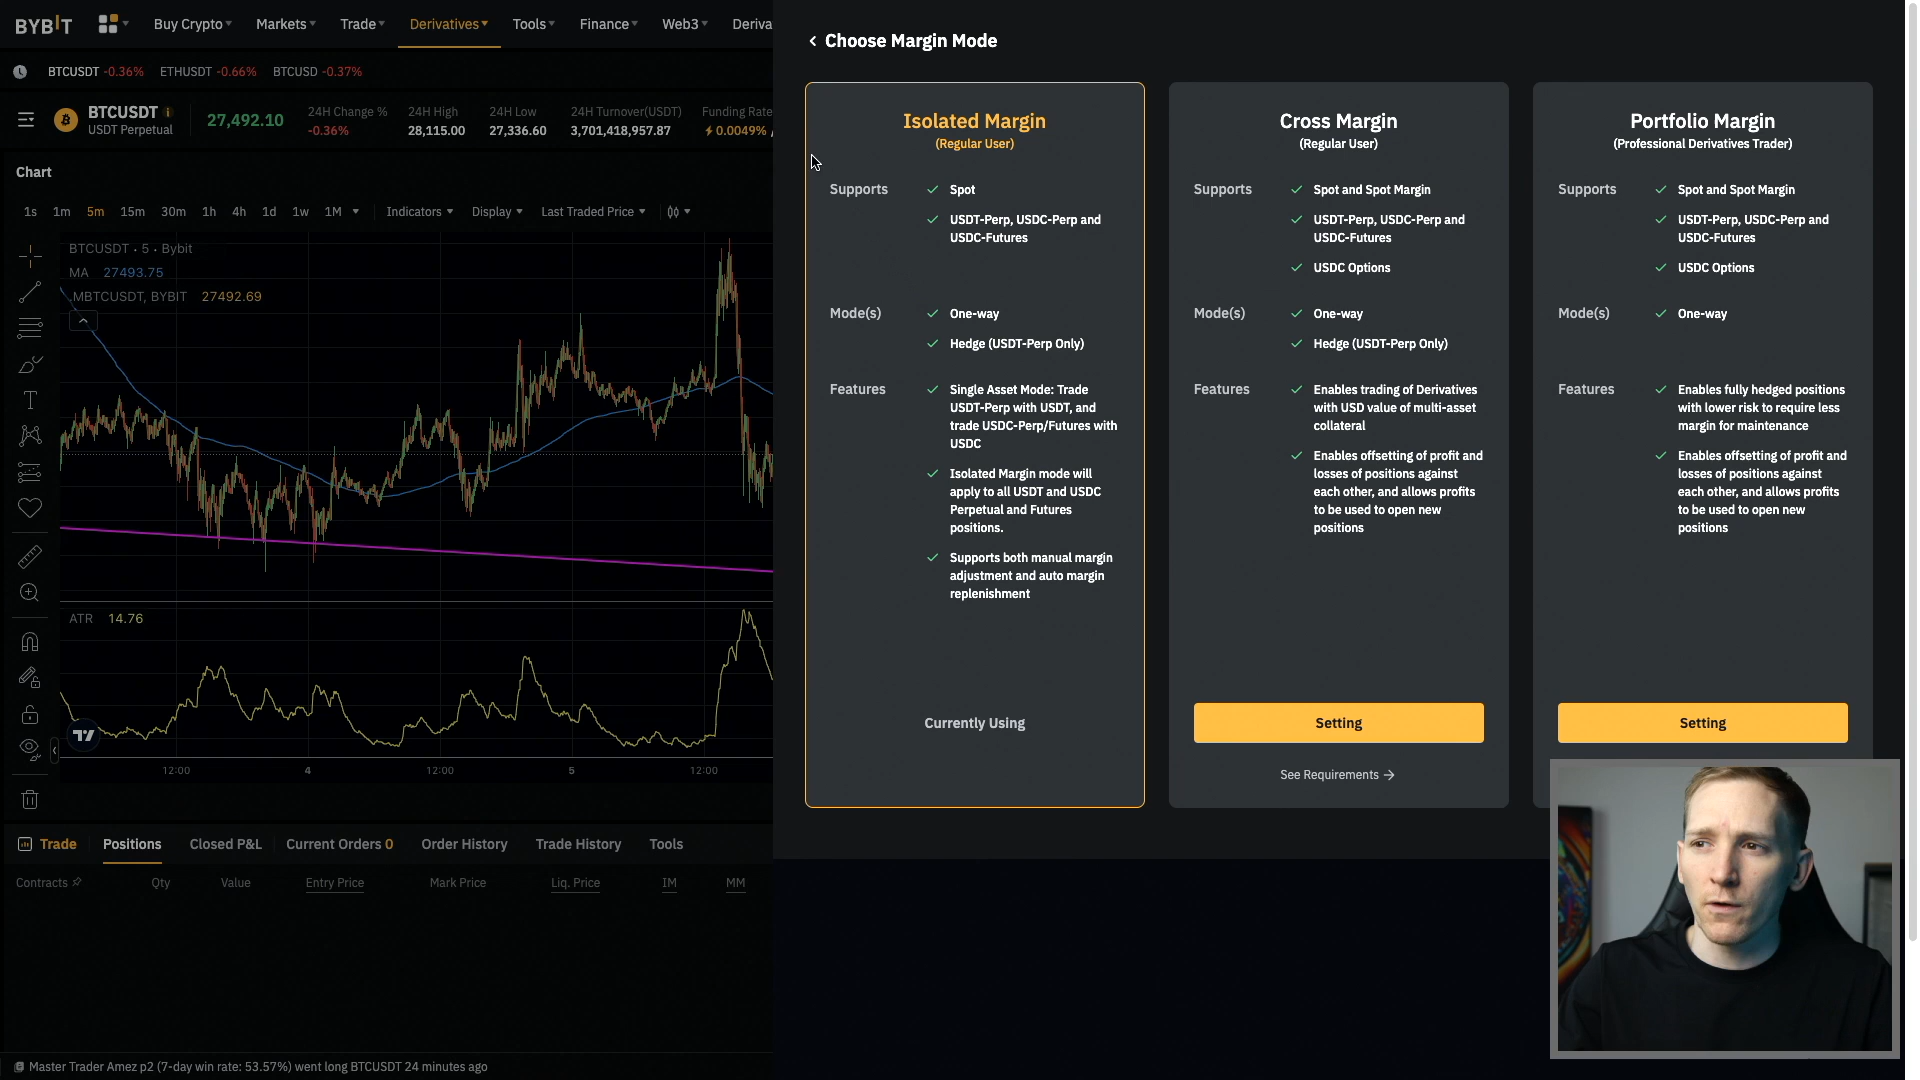 BYBIT
Buy Crypto
Markets
Trade
Derivatives
Tools
Finance
Web3
Deriva
BTCUSDT -0.36%
ETHUSDT -0.66%
BTCUSD -0.37%
BTCUSDT
USDT Perpetual
27,492.10
24H Change %
-0.36%
24H High
28,115.00
24H Low
27,336.60
24H Turnover(USDT)
3,701,418,957.87
Funding Rate
0.0049% /
Chart
1s 1m 5m 15m 30m 1h 4h 1d 1w 1M
Indicators
Display
Last Traded Price
BTCUSDT · 5 · Bybit
MA 27493.75
.MBTCUSDT, BYBIT 27492.69
ATR 14.76
12:00 4 12:00 5 12:00
Trade
Positions
Closed P&L
Current Orders 0
Order History
Trade History
Tools
Contracts
Qty
Value
Entry Price
Mark Price
Liq. Price
IM
MM
Master Trader Amez p2 (7-day win rate: 53.57%) went long BTCUSDT 24 minutes ago
Choose Margin Mode
Isolated Margin
(Regular User)
Supports
Spot
USDT-Perp, USDC-Perp and
USDC-Futures
Mode(s)
One-way
Hedge (USDT-Perp Only)
Features
Single Asset Mode: Trade
USDT-Perp with USDT, and
trade USDC-Perp/Futures with
USDC
Isolated Margin mode will
apply to all USDT and USDC
Perpetual and Futures
positions.
Supports both manual margin
adjustment and auto margin
replenishment
Currently Using
Cross Margin
(Regular User)
Supports
Spot and Spot Margin
USDT-Perp, USDC-Perp and
USDC-Futures
USDC Options
Mode(s)
One-way
Hedge (USDT-Perp Only)
Features
Enables trading of Derivatives
with USD value of multi-asset
collateral
Enables offsetting of profit and
losses of positions against
each other, and allows profits
to be used to open new
positions
Setting
See Requirements
Portfolio Margin
(Professional Derivatives Trader)
Supports
Spot and Spot Margin
USDT-Perp, USDC-Perp and
USDC-Futures
USDC Options
Mode(s)
One-way
Features
Enables fully hedged positions
with lower risk to require less
margin for maintenance
Enables offsetting of profit and
losses of positions against
each other, and allows profits
to be used to open new
positions
Setting